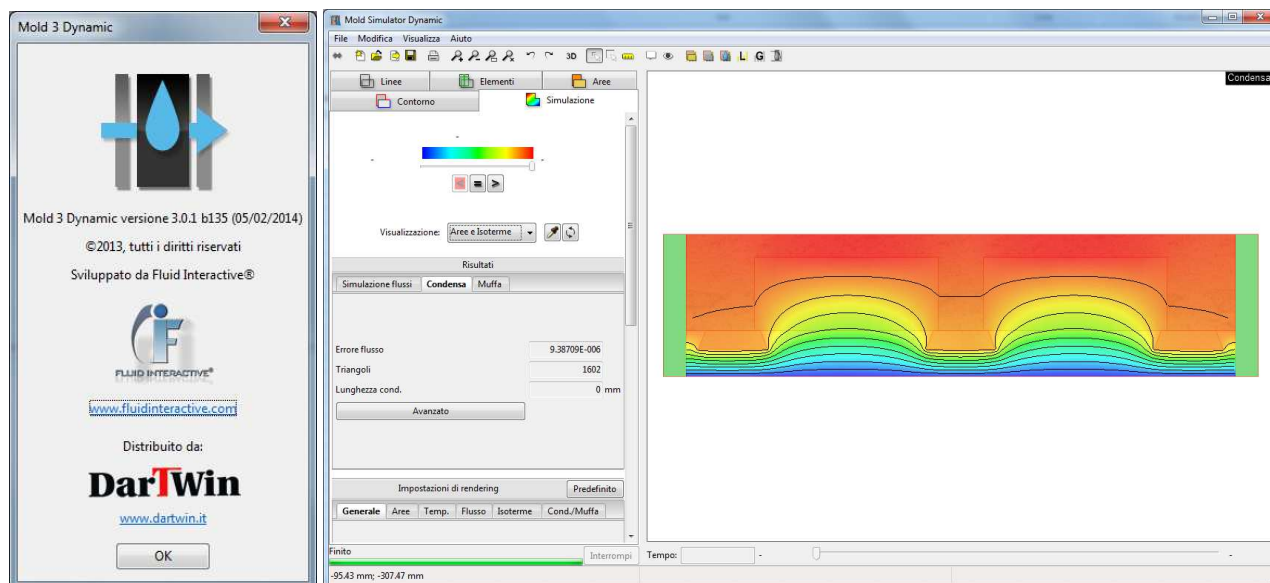 Mold 3 Dynamic
Mold 3 Dynamic versione 3.0.1 b135 (05/02/2014)
©2013, tutti i diritti riservati
Sviluppato da Fluid Interactive®
FLUID INTERACTIVE®
www.fluidinteractive.com
Distribuito da:
DarTWin
www.dartwin.it
OK
Mold Simulator Dynamic
File Modifica Visualizza Aiuto
3D L G
Linee Elementi Aree
Contorno Simulazione
- 
- -
< = >
Visualizzazione: Aree e Isoterme
Risultati
Simulazione flussi Condensa Muffa
Errore flusso 9.38709E-006
Triangoli 1602
Lunghezza cond. 0 mm
Avanzato
Impostazioni di rendering Predefinito
Generale Aree Temp. Flusso Isoterme Cond./Muffa
Finito Interrompi
-95.43 mm; -307.47 mm
Condensa
Tempo: - -